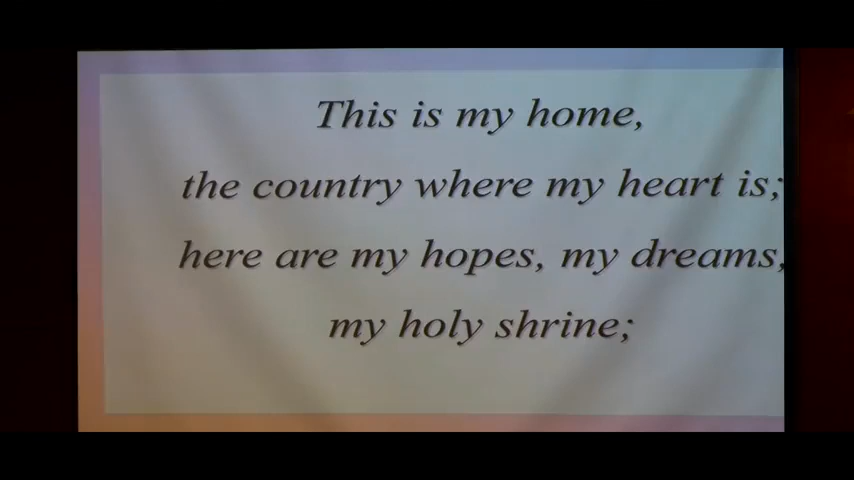 This is my home,
the country where my heart is;
here are my hopes, my dreams,
my holy shrine;